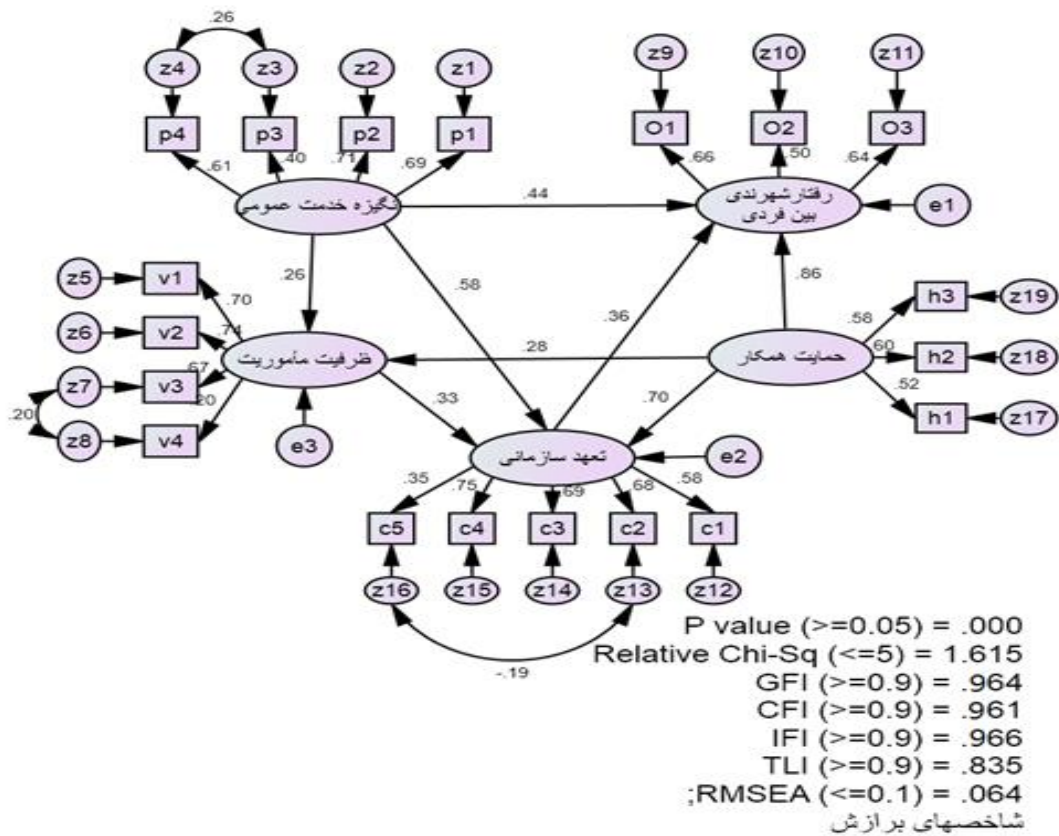 .26
z4 z3 z2 z1
z9 z10 z11
p4 p3 p2 p1
O1 O2 O3
.61 .40 .71 .69
.66 .50 .64
نگیزه خدمت عمومی
.44
رفتارشهرندی
بین فردی
e1
z5 v1
.26
.58
.86
.70
h3 z19
.58
z6 v2
.74
.36
ظرفیت مأموریت
.28
حمایت همکار
.60
h2 z18
z7 v3
.67
.20
.52
.20
z8 v4
.33
.70
h1 z17
e3
تعهد سازمانی
e2
.35 .75 .69 .68 .58
c5 c4 c3 c2 c1
z16 z15 z14 z13 z12
-.19
P value (>=0.05) = .000
Relative Chi-Sq (<=5) = 1.615
GFI (>=0.9) = .964
CFI (>=0.9) = .961
IFI (>=0.9) = .966
TLI (>=0.9) = .835
;RMSEA (<=0.1) = .064
شاخصهای برازش